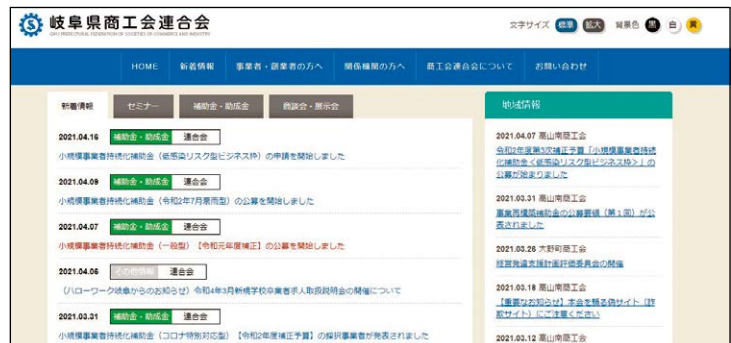 岐阜県商工会連合会
GIFU PREFECTURAL FEDERATION OF SOCIETIES OF COMMERCE AND INDUSTRY
文字サイズ 標準 拡大 背景色 黒 白 黄
HOME 新着情報 事業者・創業者の方へ 関係機関の方へ 商工会連合会について お問い合わせ
新着情報 セミナー 補助金・助成金 商談会・展示会
2021.04.16 補助金・助成金 連合会
小規模事業者持続化補助金（低感染リスク型ビジネス枠）の申請を開始しました
2021.04.09 補助金・助成金 連合会
小規模事業者持続化補助金（令和2年7月豪雨型）の公募を開始しました
2021.04.07 補助金・助成金 連合会
小規模事業者持続化補助金（一般型）【令和元年度補正】の公募を開始しました
2021.04.06 その他情報 連合会
（ハローワーク岐阜からのお知らせ）令和4年3月新規学校卒業者求人取扱説明会の開催について
2021.03.31 補助金・助成金 連合会
小規模事業者持続化補助金（コロナ特別対応型）【令和2年度補正予算】の採択事業者が発表されました
地域情報
2021.04.07 高山南商工会
令和2年度第3次補正予算「小規模事業者持続
化補助金＜低感染リスク型ビジネス枠＞」の
公募が始まりました
2021.03.31 高山南商工会
事業再構築補助金の公募要領（第1回）が公
表されました
2021.03.26 大野町商工会
経営発達支援計画評価委員会の開催
2021.03.18 高山南商工会
【重要なお知らせ】本会を騙る偽サイト（詐
欺サイト）にご注意ください
2021.03.12 高山南商工会